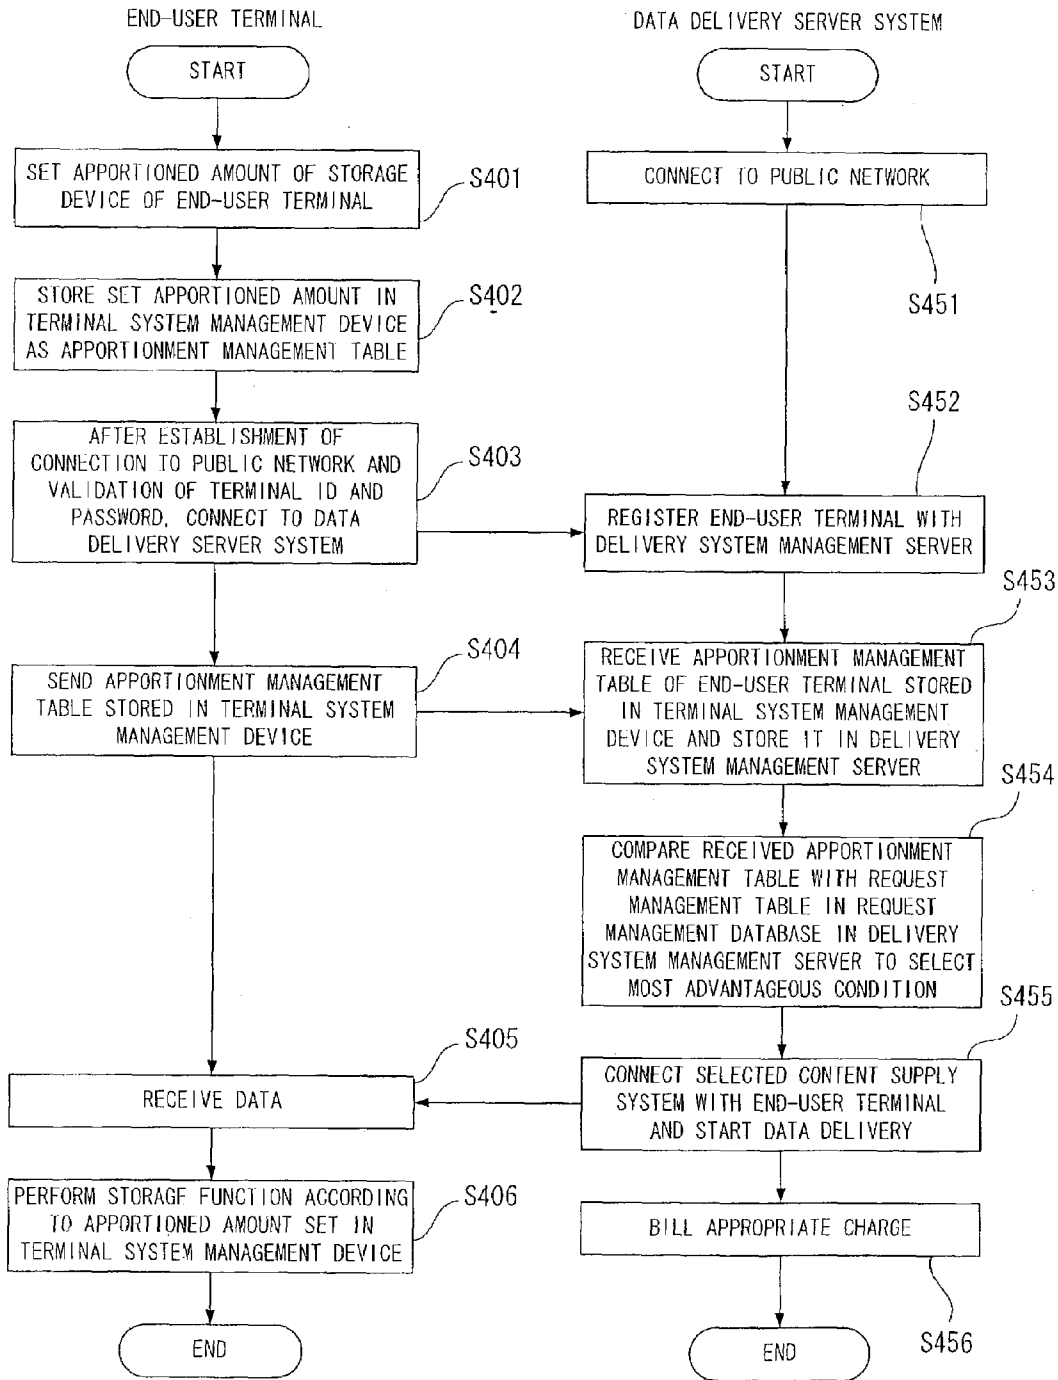 END-USER TERMINAL
START
SET APPORTIONED AMOUNT OF STORAGE
DEVICE OF END-USER TERMINAL
S401
STORE SET APPORTIONED AMOUNT IN
TERMINAL SYSTEM MANAGEMENT DEVICE
AS APPORTIONMENT MANAGEMENT TABLE
S402
AFTER ESTABLISHMENT OF
CONNECTION TO PUBLIC NETWORK AND
VALIDATION OF TERMINAL ID AND
PASSWORD, CONNECT TO DATA
DELIVERY SERVER SYSTEM
S403
SEND APPORTIONMENT MANAGEMENT
TABLE STORED IN TERMINAL SYSTEM
MANAGEMENT DEVICE
S404
RECEIVE DATA
S405
PERFORM STORAGE FUNCTION ACCORDING
TO APPORTIONED AMOUNT SET IN
TERMINAL SYSTEM MANAGEMENT DEVICE
S406
END
DATA DELIVERY SERVER SYSTEM
START
CONNECT TO PUBLIC NETWORK
S451
S452
REGISTER END-USER TERMINAL WITH
DELIVERY SYSTEM MANAGEMENT SERVER
S453
RECEIVE APPORTIONMENT MANAGEMENT
TABLE OF END-USER TERMINAL STORED
IN TERMINAL SYSTEM MANAGEMENT
DEVICE AND STORE IT IN DELIVERY
SYSTEM MANAGEMENT SERVER
S454
COMPARE RECEIVED APPORTIONMENT
MANAGEMENT TABLE WITH REQUEST
MANAGEMENT TABLE IN REQUEST
MANAGEMENT DATABASE IN DELIVERY
SYSTEM MANAGEMENT SERVER TO SELECT
MOST ADVANTAGEOUS CONDITION
S455
CONNECT SELECTED CONTENT SUPPLY
SYSTEM WITH END-USER TERMINAL
AND START DATA DELIVERY
BILL APPROPRIATE CHARGE
S456
END